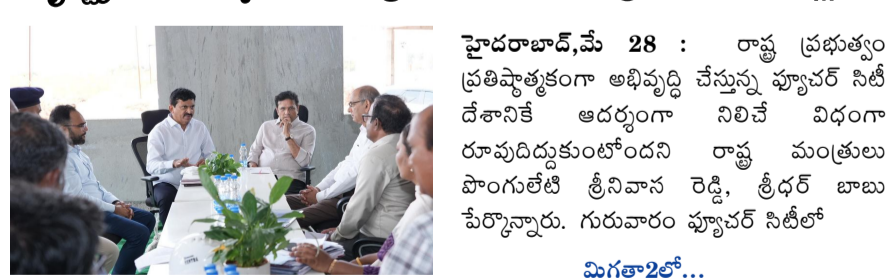 హైదరాబాద్,మే 28 : రాష్ట్ర ప్రభుత్వం
ప్రతిష్ఠాత్మకంగా అభివృద్ధి చేస్తున్న ఫ్యూచర్ సిటీ
దేశానికే ఆదర్శంగా నిలిచే విధంగా
రూపుదిద్దుకుంటోందని రాష్ట్ర మంత్రులు
పొంగులేటి శ్రీనివాస రెడ్డి, శ్రీధర్ బాబు
పేర్కొన్నారు. గురువారం ఫ్యూచర్ సిటీలో
మిగతా2లో...